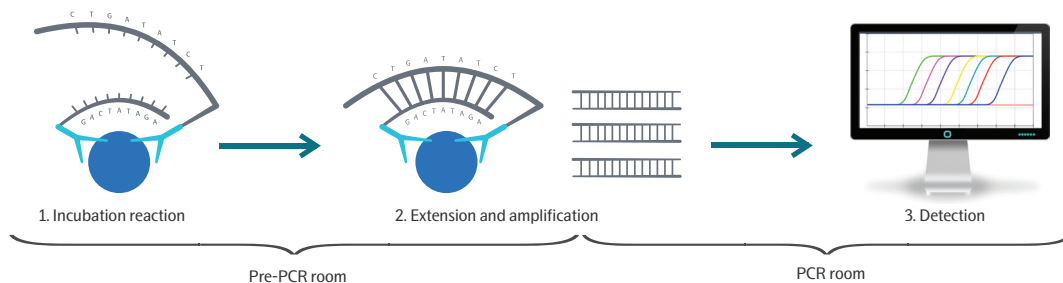 C T G A T A T C T
G A C T A T A G A
C T G A T A T C T
G A C T A T A G A
1. Incubation reaction
2. Extension and amplification
3. Detection
Pre-PCR room
PCR room